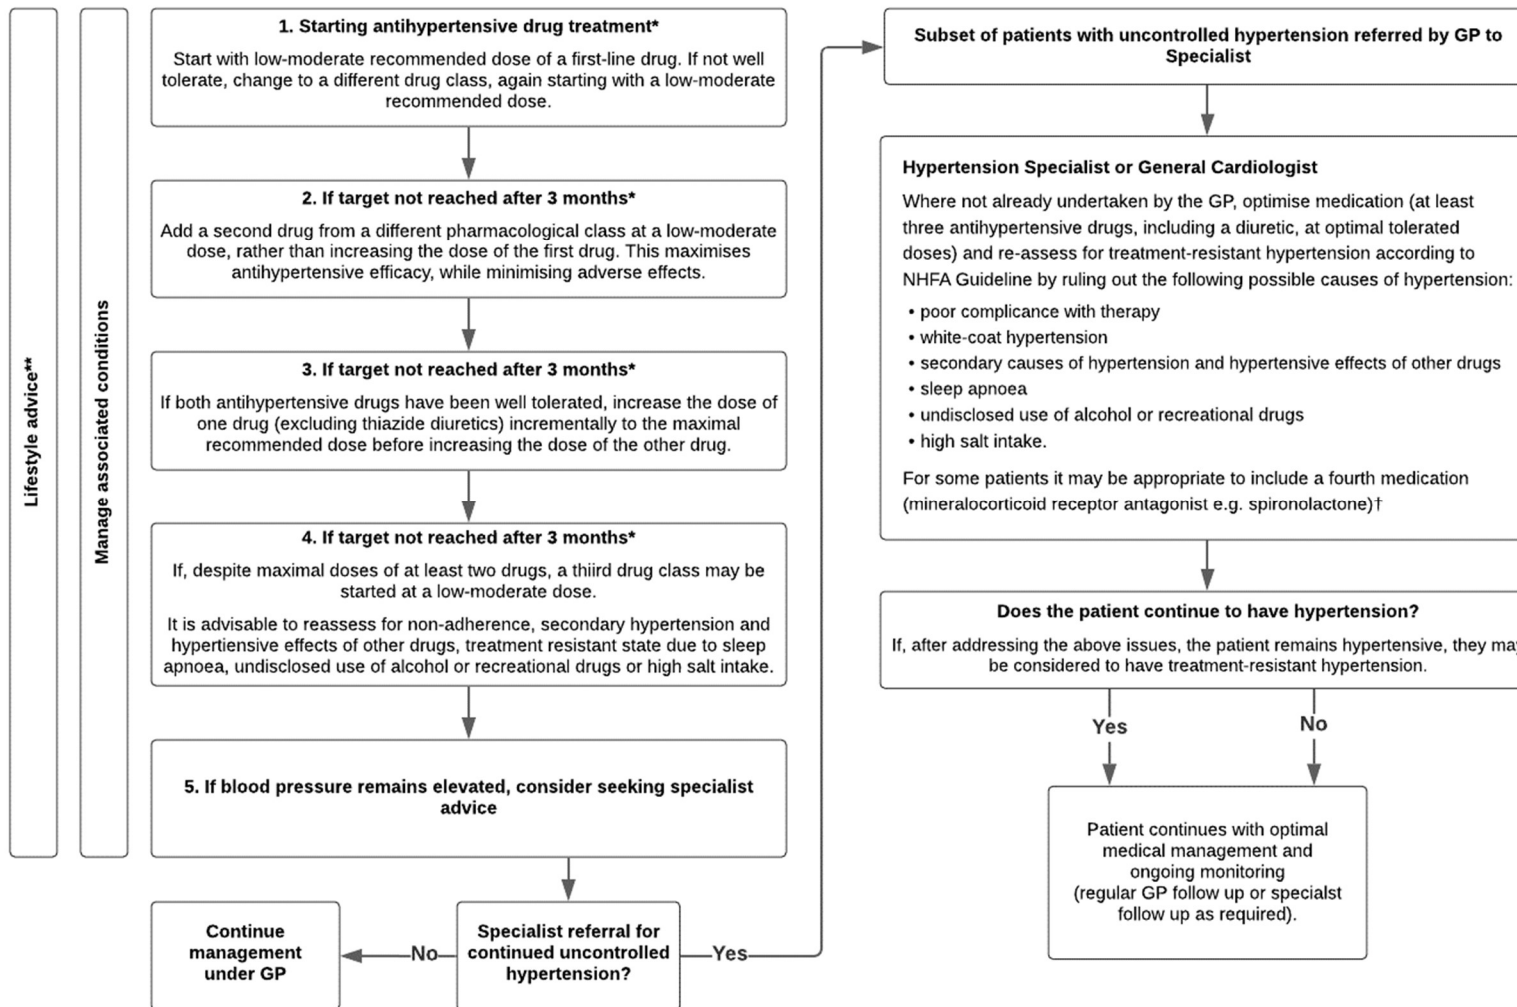 Lifestyle advice**
Manage associated conditions
1. Starting antihypertensive drug treatment*
Start with low-moderate recommended dose of a first-line drug. If not well
tolerate, change to a different drug class, again starting with a low-moderate
recommended dose.
2. If target not reached after 3 months*
Add a second drug from a different pharmacological class at a low-moderate
dose, rather than increasing the dose of the first drug. This maximises
antihypertensive efficacy, while minimising adverse effects.
3. If target not reached after 3 months*
If both antihypertensive drugs have been well tolerated, increase the dose of
one drug (excluding thiazide diuretics) incrementally to the maximal
recommended dose before increasing the dose of the other drug.
4. If target not reached after 3 months*
If, despite maximal doses of at least two drugs, a thiird drug class may be
started at a low-moderate dose.
It is advisable to reassess for non-adherence, secondary hypertension and
hypertiensive effects of other drugs, treatment resistant state due to sleep
apnoea, undisclosed use of alcohol or recreational drugs or high salt intake.
5. If blood pressure remains elevated, consider seeking specialist
advice
Continue
management
under GP
No
Specialist referral for
continued uncontrolled
hypertension?
Yes
Subset of patients with uncontrolled hypertension referred by GP to
Specialist
Hypertension Specialist or General Cardiologist
Where not already undertaken by the GP, optimise medication (at least
three antihypertensive drugs, including a diuretic, at optimal tolerated
doses) and re-assess for treatment-resistant hypertension according to
NHFA Guideline by ruling out the following possible causes of hypertension:
• poor complicance with therapy
• white-coat hypertension
• secondary causes of hypertension and hypertensive effects of other drugs
• sleep apnoea
• undisclosed use of alcohol or recreational drugs
• high salt intake.
For some patients it may be appropriate to include a fourth medication
(mineralocorticoid receptor antagonist e.g. spironolactone)†
Does the patient continue to have hypertension?
If, after addressing the above issues, the patient remains hypertensive, they may
be considered to have treatment-resistant hypertension.
Yes
No
Patient continues with optimal
medical management and
ongoing monitoring
(regular GP follow up or specialst
follow up as required).